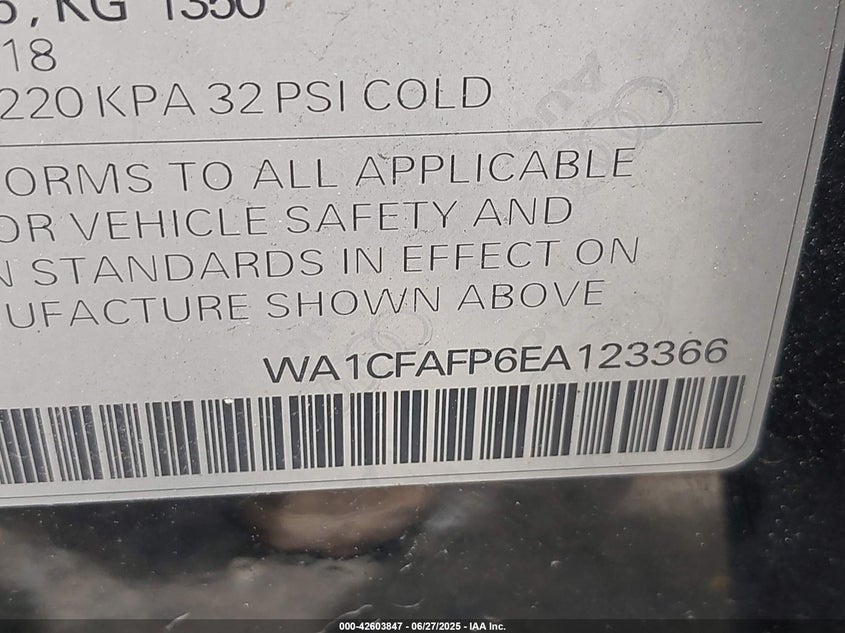 , KG 1350
18
220 KPA 32 PSI COLD
ORMS TO ALL APPLICABLE
OR VEHICLE SAFETY AND
N STANDARDS IN EFFECT ON
UFACTURE SHOWN ABOVE
WA1CFAFP6EA123366
000-42603847 - 06/27/2025 - IAA Inc.